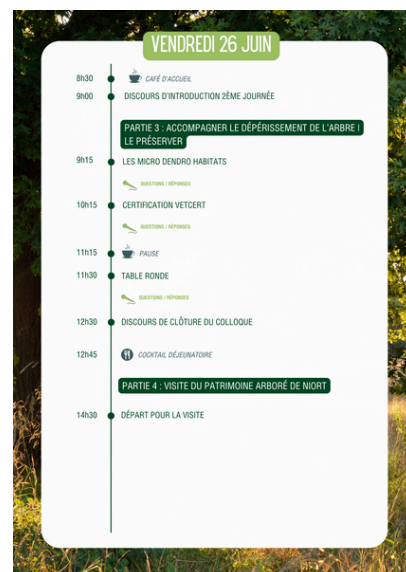 VENDREDI 26 JUIN
8h30 CAFÉ D'ACCUEIL
9h00 DISCOURS D'INTRODUCTION 2ÈME JOURNÉE
PARTIE 3 : ACCOMPAGNER LE DÉPÉRISSEMENT DE L'ARBRE |
LE PRÉSERVER
9h15 LES MICRO DENDRO HABITATS
QUESTIONS / RÉPONSES
10h15 CERTIFICATION VETCERT
QUESTIONS / RÉPONSES
11h15 PAUSE
11h30 TABLE RONDE
QUESTIONS / RÉPONSES
12h30 DISCOURS DE CLÔTURE DU COLLOQUE
12h45 COCKTAIL DÉJEUNATOIRE
PARTIE 4 : VISITE DU PATRIMOINE ARBORÉ DE NIORT
14h30 DÉPART POUR LA VISITE